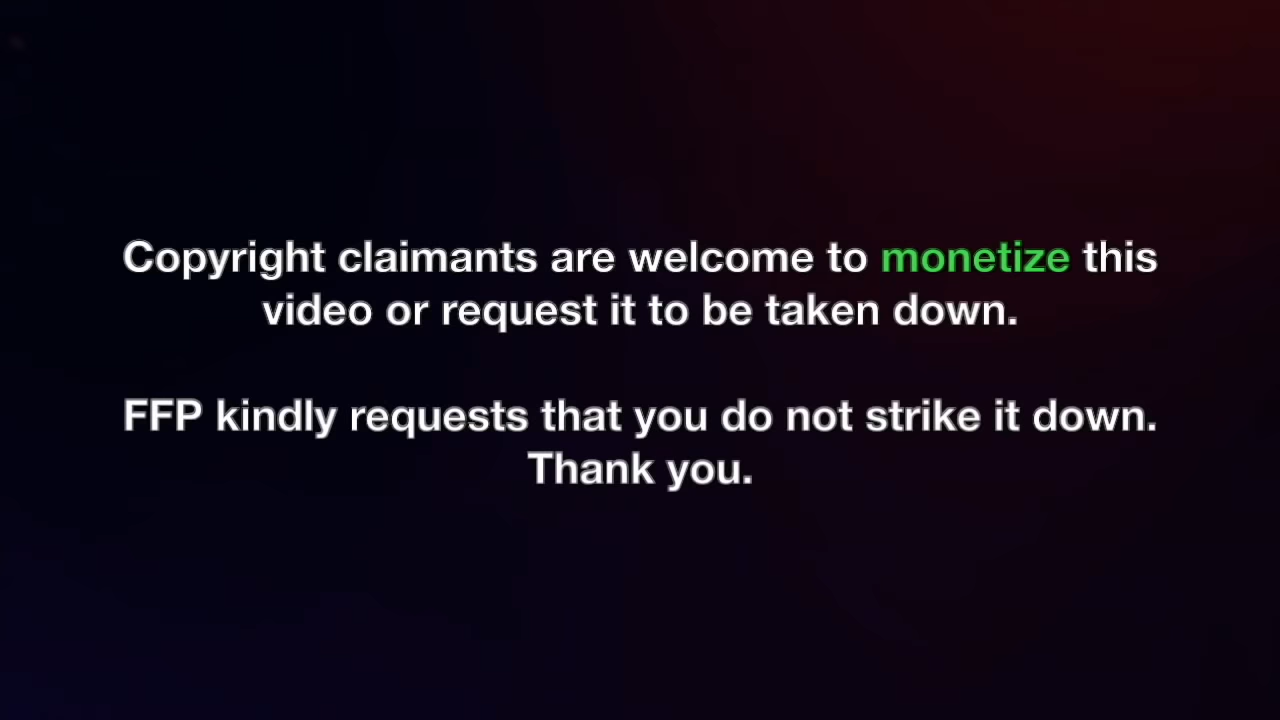 Copyright claimants are welcome to monetize this
video or request it to be taken down.
FFP kindly requests that you do not strike it down.
Thank you.